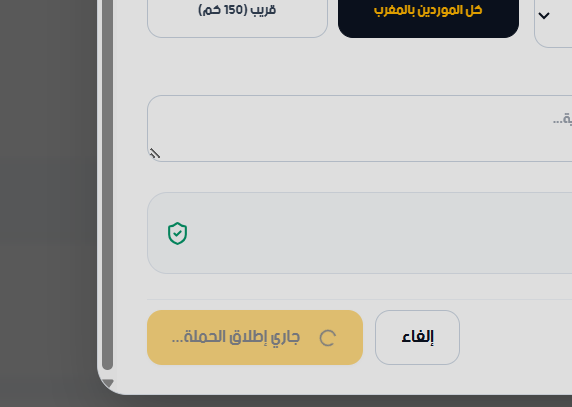 كل الموردين بالمغرب
قريب (150 كم)
إلغاء
جاري إطلاق الحملة...